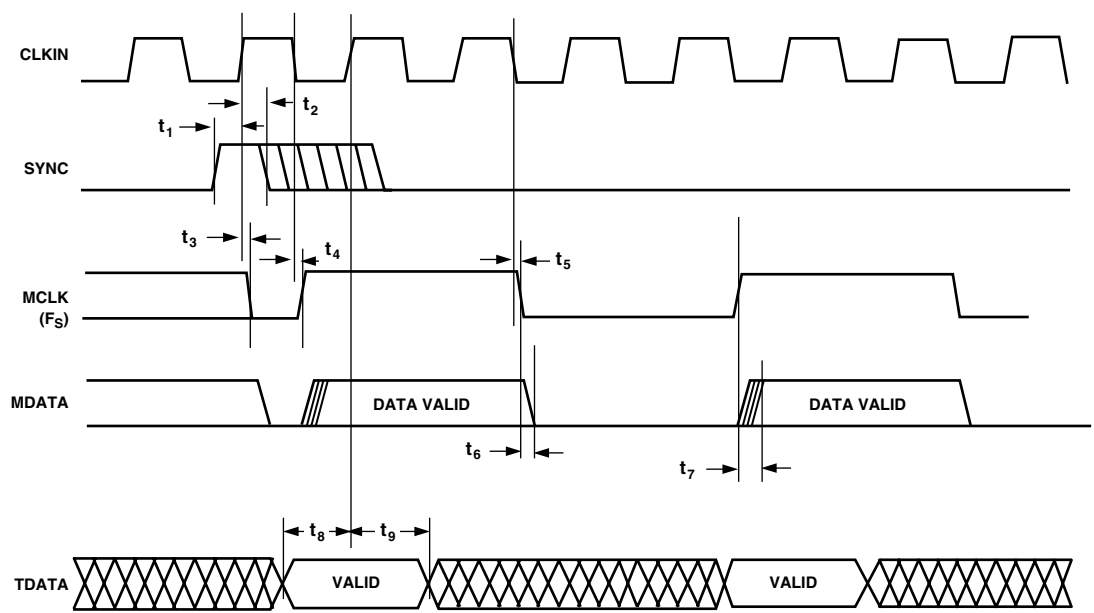 CLKIN
t2
t1
SYNC
t3
t4
t5
MCLK
(FS)
MDATA
DATA VALID
DATA VALID
t6
t7
t8
t9
TDATA
VALID
VALID